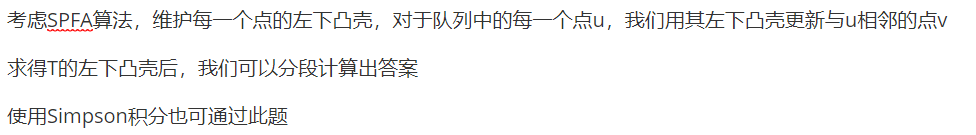 考虑SPFA算法，维护每一个点的左下凸壳，对于队列中的每一个点u，我们用其左下凸壳更新与u相邻的点v
求得T的左下凸壳后，我们可以分段计算出答案
使用Simpson积分也可通过此题